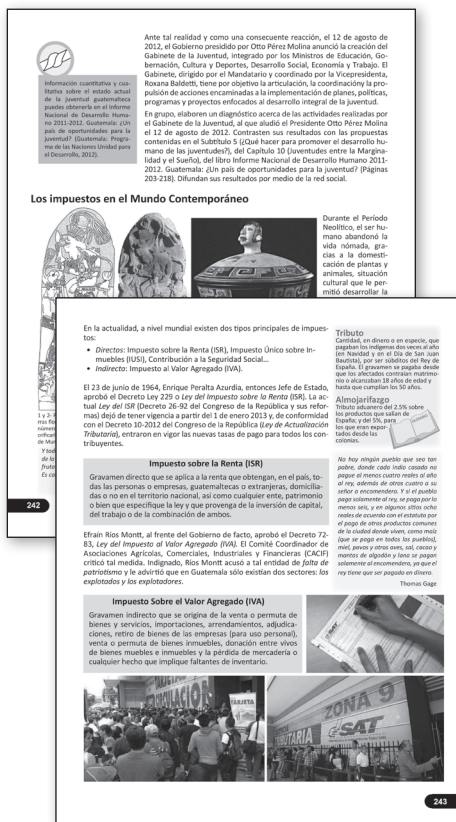 Ante tal realidad y como una consecuente reacción, el 12 de agosto de
2012, el Gobierno presidido por Otto Pérez Molina anunció la creación del
Gabinete de la Juventud, integrado por los Ministros de Educación, Go-
bernación, Cultura y Deportes, Desarrollo Social, Economía y Trabajo. El
Gabinete, dirigido por el Mandatario y coordinado por la Vicepresidenta,
Roxana Baldetti, tiene por objetivo la articulación, la coordinacióny la pro-
pulsión de acciones encaminadas a la implementación de planes, políticas,
programas y proyectos enfocados al desarrollo integral de la juventud.
Información cuantitativa y cua-
litativa sobre el estado actual
de la juventud guatemalteca
puedes obtenerla en el Informe
Nacional de Desarrollo Huma-
no 2011-2012. Guatemala: ¿Un
país de oportunidades para la
juventud? (Guatemala: Progra-
ma de las Naciones Unidad para
el Desarrollo, 2012).
En grupo, elaboren un diagnóstico acerca de las actividades realizadas por
el Gabinete de la Juventud, al que aludió el Presidente Otto Pérez Molina
el 12 de agosto de 2012. Contrasten sus resultados con las propuestas
contenidas en el Subtítulo 5 (¿Qué hacer para promover el desarrollo hu-
mano de las juventudes?), del Capítulo 10 (Juventudes entre la Margina-
lidad y el Sueño), del libro Informe Nacional de Desarrollo Humano 2011-
2012. Guatemala: ¿Un país de oportunidades para la juventud? (Páginas
203-218). Difundan sus resultados por medio de la red social.
Los impuestos en el Mundo Contemporáneo
Durante el Período
Neolítico, el ser hu-
mano abandonó la
vida nómada, gra-
cias a la domesti-
cación de plantas y
animales, situación
cultural que le per-
mitió desarrollar la
1 y 2- 
ras flo
númer
orifican
de Mu
Y tod
de la
fruto
Es co
242
En la actualidad, a nivel mundial existen dos tipos principales de impues-
tos:
• Directos: Impuesto sobre la Renta (ISR), Impuesto Único sobre In-
muebles (IUSI), Contribución a la Seguridad Social...
• Indirecto: Impuesto al Valor Agregado (IVA).
El 23 de junio de 1964, Enrique Peralta Azurdia, entonces Jefe de Estado,
aprobó el Decreto Ley 229 o Ley del Impuesto sobre la Renta (ISR). La ac-
tual Ley del ISR (Decreto 26-92 del Congreso de la República y sus refor-
mas) dejó de tener vigencia a partir del 1 de enero 2013 y, de conformidad
con el Decreto 10-2012 del Congreso de la República (Ley de Actualización
Tributaria), entraron en vigor las nuevas tasas de pago para todos los con-
tribuyentes.
Impuesto sobre la Renta (ISR)
Gravamen directo que se aplica a la renta que obtengan, en el país, to-
das las personas o empresas, guatemaltecas o extranjeras, domicilia-
das o no en el territorio nacional, así como cualquier ente, patrimonio
o bien que especifique la ley y que provenga de la inversión de capital,
del trabajo o de la combinación de ambos.
Efraín Ríos Montt, al frente del Gobierno de facto, aprobó el Decreto 72-
83, Ley del Impuesto al Valor Agregado (IVA). El Comité Coordinador de
Asociaciones Agrícolas, Comerciales, Industriales y Financieras (CACIF)
criticó tal medida. Indignado, Ríos Montt acusó a tal entidad de falta de
patriotismo y le advirtió que en Guatemala sólo existían dos sectores: los
explotados y los explotadores.
Impuesto Sobre el Valor Agregado (IVA)
Gravamen indirecto que se origina de la venta o permuta de
bienes y servicios, importaciones, arrendamientos, adjudica-
ciones, retiro de bienes de las empresas (para uso personal),
venta o permuta de bienes inmuebles, donación entre vivos
de bienes muebles e inmuebles y la pérdida de mercadería o
cualquier hecho que implique faltantes de inventario.
Tributo
Cantidad, en dinero o en especie, que
pagaban los indígenas dos veces al año
(en Navidad y en El Día de San Juan
Bautista), por ser súbditos del Rey de
España. El gravamen se pagaba desde
que los afectados contraían matrimo-
nio o alcanzaban 18 años de edad y
hasta que cumplían los 50 años.
Almojarifazgo
Tributo aduanero del 2.5% sobre
los productos que salían de
España; y del 5%, para
los que eran expor-
tados desde las
colonias.
No hay ningún pueblo que sea tan
pobre, donde cada indio casado no
pague al menos cuatro reales al año
al rey, además de otros cuatro a su
señor a encomendero. Y si el pueblo
paga solamente al rey, se paga por lo
menos seis, y en algunos sitios ocho
reales de acuerdo con el estatuto por
el pago de otros productos comunes
de la ciudad donde viven, como maíz
(que se paga en todos los pueblos),
miel, pavos y otras aves, sal, cacao y
mantas de algodón y lana se pagan
solamente al encomendero, ya que el
rey tiene que ser pagado en dinero.
Thomas Gage
TARJETA
ZONA 9
SAT
243